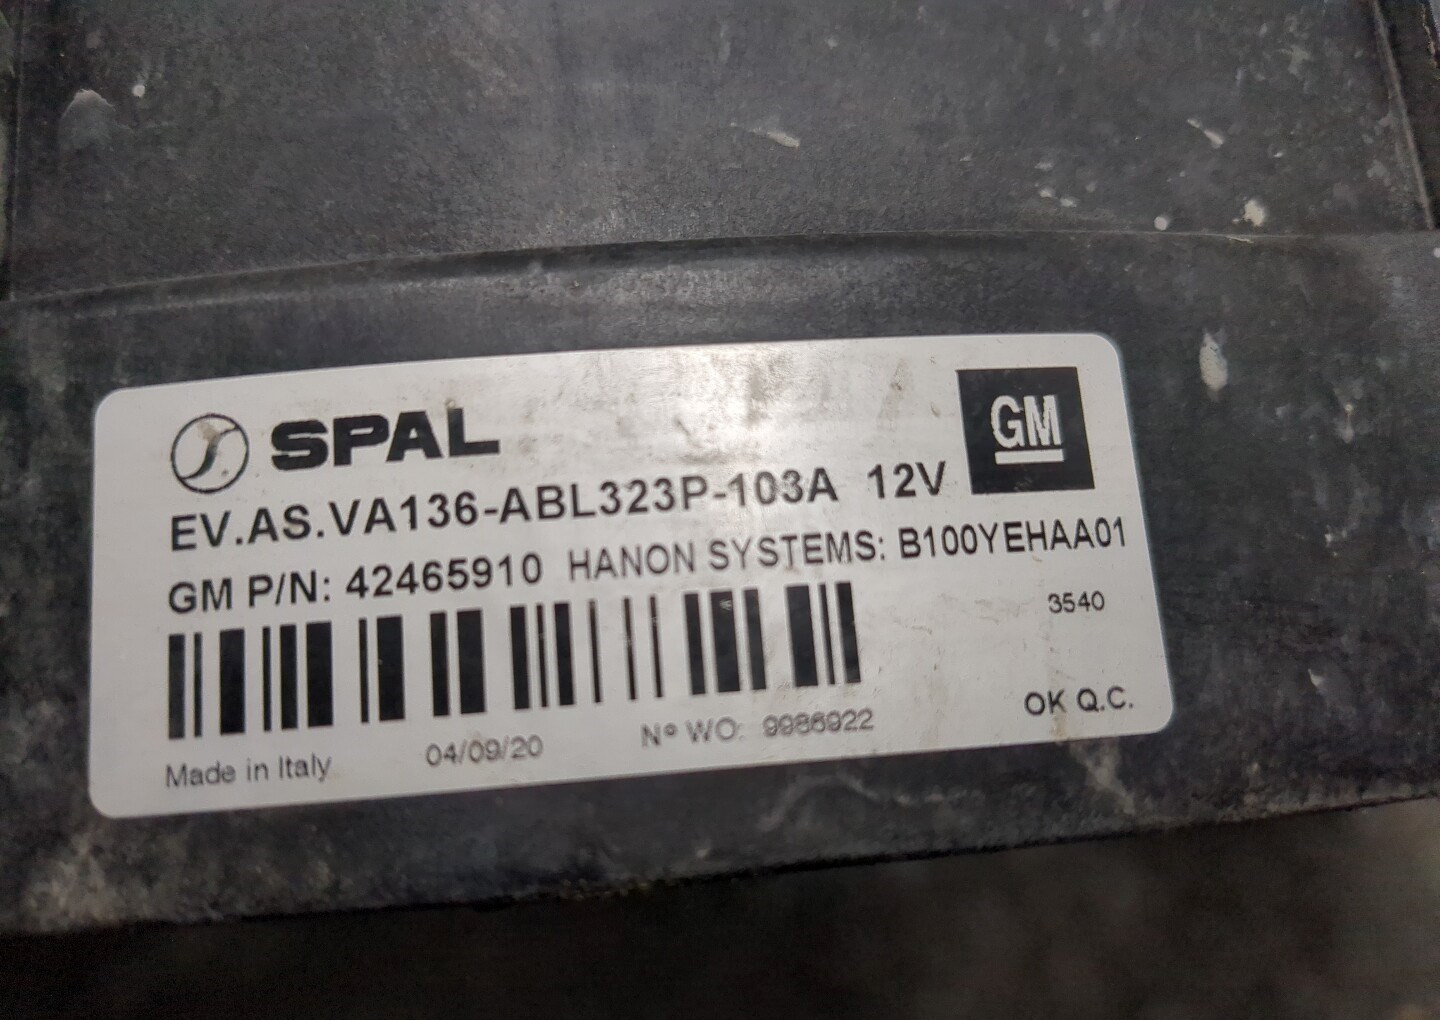 SPAL
GM
EV.AS.VA136-ABL323P-103A 12V
GM P/N: 42465910 HANON SYSTEMS: B100YEHAA01
3540
OK Q.C.
Made in Italy 04/09/20 Nº WO: 9986922